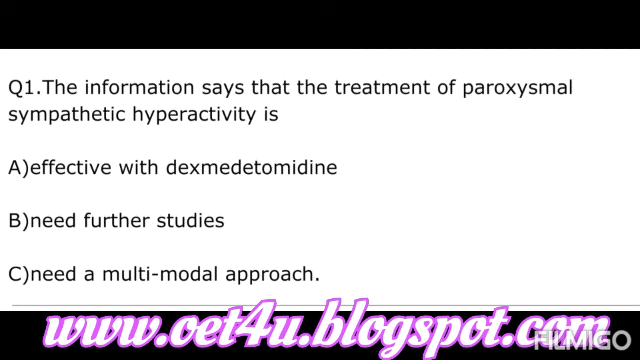 Q1.The information says that the treatment of paroxysmal
sympathetic hyperactivity is
A)effective with dexmedetomidine
B)need further studies
C)need a multi-modal approach.
www.oet4u.blogspot.com
FILMIGO